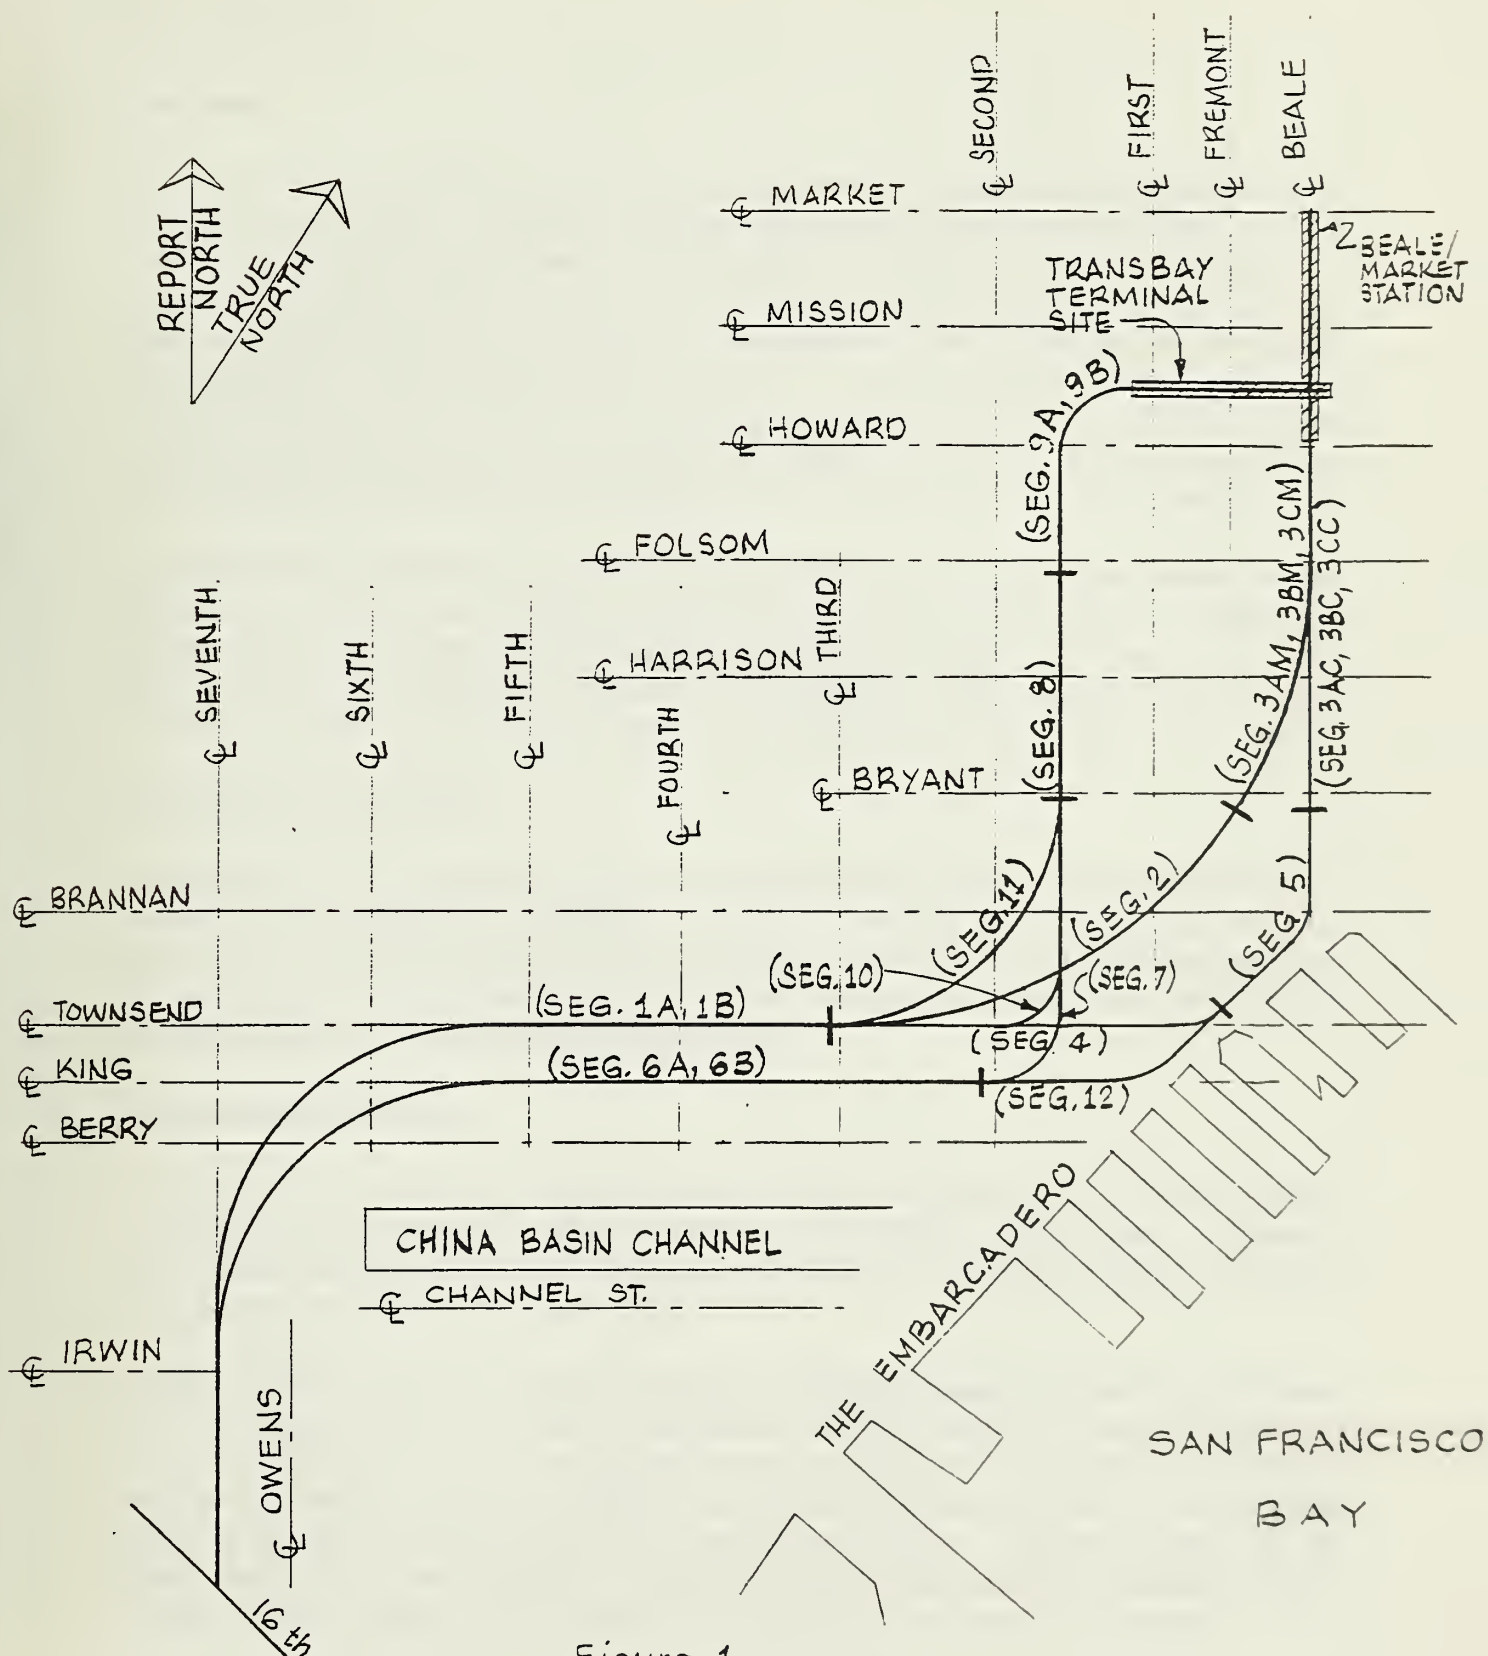 SECOND
FIRST
FREMONT
BEALE
REPORT
NORTH
TRUE
NORTH
℄ MARKET
2 BEALE/
MARKET
STATION
TRANSBAY
TERMINAL
SITE
℄ MISSION
℄ HOWARD
(SEG. 9A, 9B)
(SEG. 3AM, 3BM, 3CM)
(SEG. 3AC, 3BC, 3CC)
℄ FOLSOM
℄ SEVENTH
℄ SIXTH
℄ FIFTH
℄ FOURTH
℄ THIRD
℄ HARRISON
(SEG. 8)
℄ BRYANT
℄ BRANNAN
(SEG. 11)
(SEG. 2)
(SEG. 5)
(SEG. 10)
(SEG. 7)
℄ TOWNSEND
(SEG. 1A, 1B)
(SEG. 4)
℄ KING
(SEG. 6A, 6B)
(SEG. 12)
℄ BERRY
CHINA BASIN CHANNEL
℄ CHANNEL ST.
THE EMBARCADERO
℄ IRWIN
℄ OWENS
SAN FRANCISCO
BAY
16 th
Figure 1